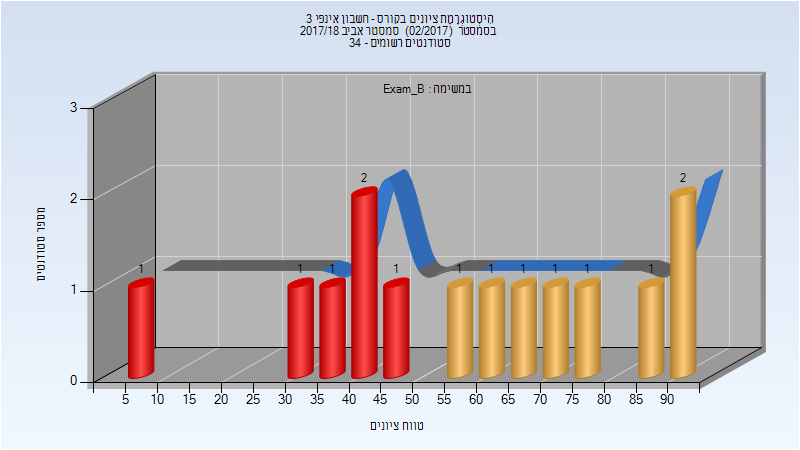 היסטוגרמת ציונים בקורס - חשבון אינפי 3
בסמסטר (02/2017) סמסטר אביב 2017/18
סטודנטים רשומים - 34
במשימה : Exam_B
מספר סטודנטים
3
2
1
0
1 1 1 2 1 1 1 1 1 1 1 2
5 10 15 20 25 30 35 40 45 50 55 60 65 70 75 80 85 90
טווח ציונים